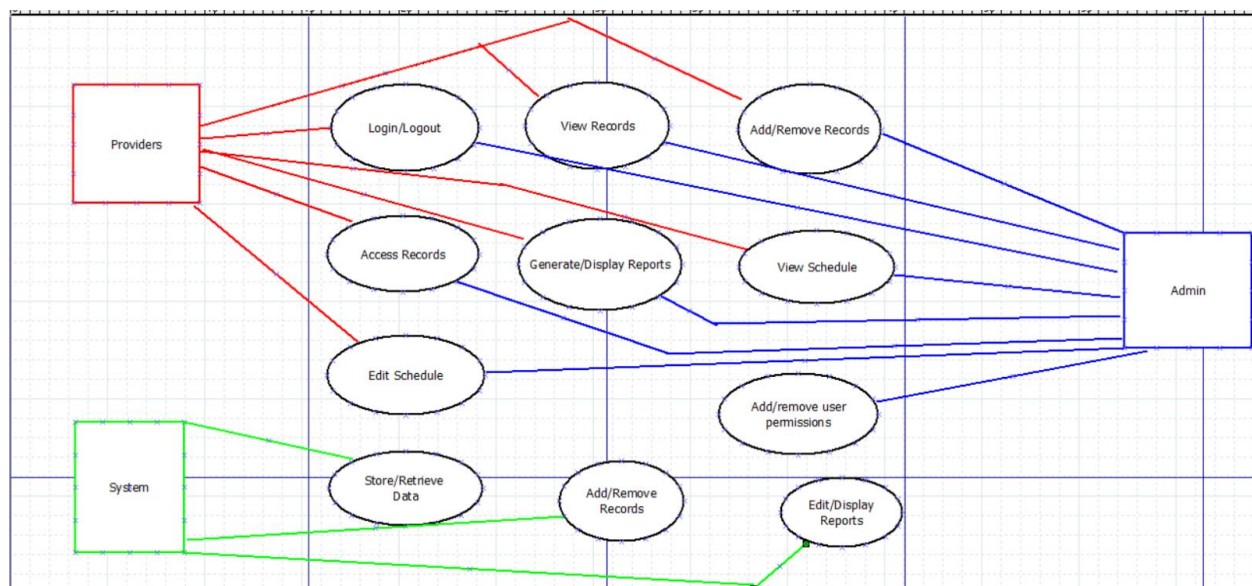 Providers
Login/Logout
View Records
Add/Remove Records
Access Records
Generate/Display Reports
View Schedule
Admin
Edit Schedule
Add/remove user
permissions
System
Store/Retrieve
Data
Add/Remove
Records
Edit/Display
Reports